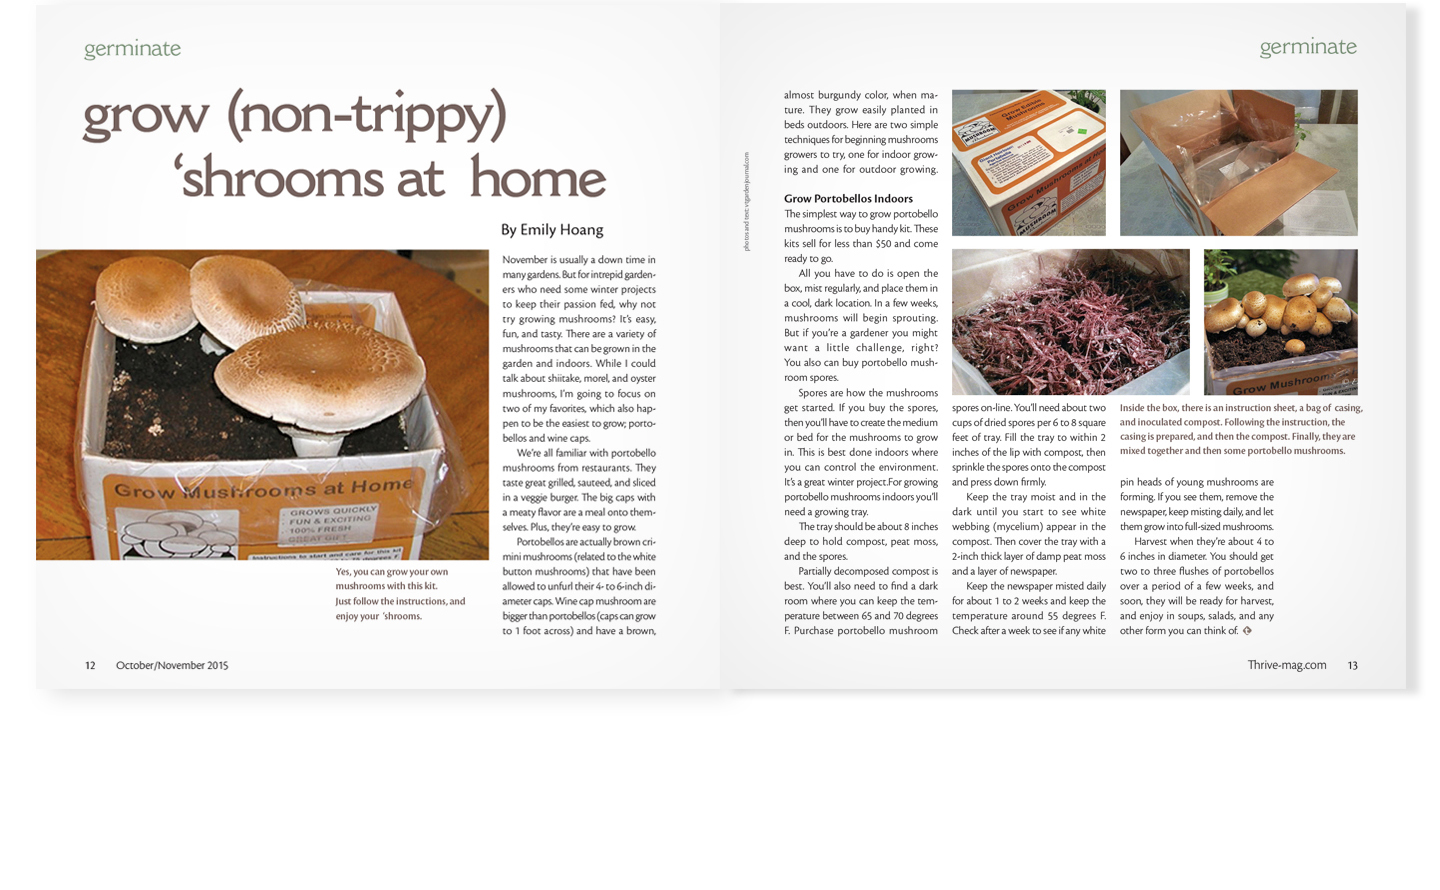 germinate
grow (non-trippy)
‘shrooms at home
By Emily Hoang
November is usually a down time in
many gardens. But for intrepid garden-
ers who need some winter projects
to keep their passion fed, why not
try growing mushrooms? It’s easy,
fun, and tasty. There are a variety of
mushrooms that can be grown in the
garden and indoors. While I could
talk about shiitake, morel, and oyster
mushrooms, I’m going to focus on
two of my favorites, which also hap-
pen to be the easiest to grow; porto-
bellos and wine caps.
We’re all familiar with portobello
mushrooms from restaurants. They
taste great grilled, sauteed, and sliced
in a veggie burger. The big caps with
a meaty flavor are a meal onto them-
selves. Plus, they’re easy to grow.
Portobellos are actually brown cri-
mini mushrooms (related to the white
button mushrooms) that have been
allowed to unfurl their 4- to 6-inch di-
ameter caps. Wine cap mushroom are
bigger than portobellos (caps can grow
to 1 foot across) and have a brown,
Grow Mushrooms at Home
GROWS QUICKLY
FUN & EXCITING
100% FRESH
GREAT GIFT
Instructions to start and care for this kit
Yes, you can grow your own
mushrooms with this kit.
Just follow the instructions, and
enjoy your ‘shrooms.
12 October/November 2015
germinate
photos and text: vtgardenjournal.com
almost burgundy color, when ma-
ture. They grow easily planted in
beds outdoors. Here are two simple
techniques for beginning mushrooms
growers to try, one for indoor grow-
ing and one for outdoor growing.
Grow Portobellos Indoors
The simplest way to grow portobello
mushrooms is to buy handy kit. These
kits sell for less than $50 and come
ready to go.
All you have to do is open the
box, mist regularly, and place them in
a cool, dark location. In a few weeks,
mushrooms will begin sprouting.
But if you’re a gardener you might
want a little challenge, right?
You also can buy portobello mush-
room spores.
Spores are how the mushrooms
get started. If you buy the spores,
then you’ll have to create the medium
or bed for the mushrooms to grow
in. This is best done indoors where
you can control the environment.
It’s a great winter project.For growing
portobello mushrooms indoors you’ll
need a growing tray.
The tray should be about 8 inches
deep to hold compost, peat moss,
and the spores.
Partially decomposed compost is
best. You’ll also need to find a dark
room where you can keep the tem-
perature between 65 and 70 degrees
F. Purchase portobello mushroom
Grow Edible
Mushrooms
MUSHROOM
Grow Mushrooms at H
MUSHROOM
Grow Mushroom
spores on-line. You’ll need about two
cups of dried spores per 6 to 8 square
feet of tray. Fill the tray to within 2
inches of the lip with compost, then
sprinkle the spores onto the compost
and press down firmly.
Keep the tray moist and in the
dark until you start to see white
webbing (mycelium) appear in the
compost. Then cover the tray with a
2-inch thick layer of damp peat moss
and a layer of newspaper.
Keep the newspaper misted daily
for about 1 to 2 weeks and keep the
temperature around 55 degrees F.
Check after a week to see if any white
Inside the box, there is an instruction sheet, a bag of casing,
and inoculated compost. Following the instruction, the
casing is prepared, and then the compost. Finally, they are
mixed together and then some portobello mushrooms.
pin heads of young mushrooms are
forming. If you see them, remove the
newspaper, keep misting daily, and let
them grow into full-sized mushrooms.
Harvest when they’re about 4 to
6 inches in diameter. You should get
two to three flushes of portobellos
over a period of a few weeks, and
soon, they will be ready for harvest,
and enjoy in soups, salads, and any
other form you can think of.
Thrive-mag.com 13